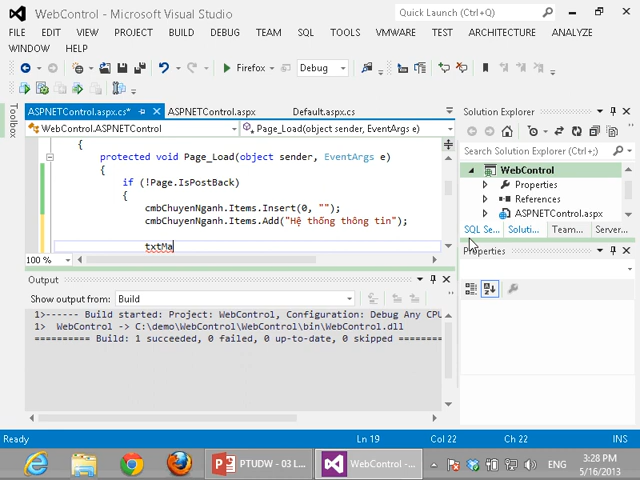 WebControl - Microsoft Visual Studio
Quick Launch (Ctrl+Q)
FILE EDIT VIEW PROJECT BUILD DEBUG TEAM SQL TOOLS VMWARE TEST ARCHITECTURE ANALYZE
WINDOW HELP
Firefox Debug
Toolbox
ASPNETControl.aspx.cs* ASPNETControl.aspx Default.aspx.cs
WebControl.ASPNETControl Page_Load(object sender, EventArgs e)
{
protected void Page_Load(object sender, EventArgs e)
{
if (!Page.IsPostBack)
{
cmbChuyenNganh.Items.Insert(0, "");
cmbChuyenNganh.Items.Add("Hệ thống thông tin");
txtMa
100 %
Output
Show output from: Build
1>------ Build started: Project: WebControl, Configuration: Debug Any CPU
1> WebControl -> C:\demo\WebControl\WebControl\bin\WebControl.dll
========== Build: 1 succeeded, 0 failed, 0 up-to-date, 0 skipped ========
Solution Explorer
Search Solution Explorer (Ctrl+;)
WebControl
Properties
References
ASPNETControl.aspx
SQL Se... Soluti... Team... Server...
Properties
Ready Ln 19 Col 22 Ch 22 INS
PTUDW - 03 L... WebControl -... ENG 3:28 PM
5/16/2013